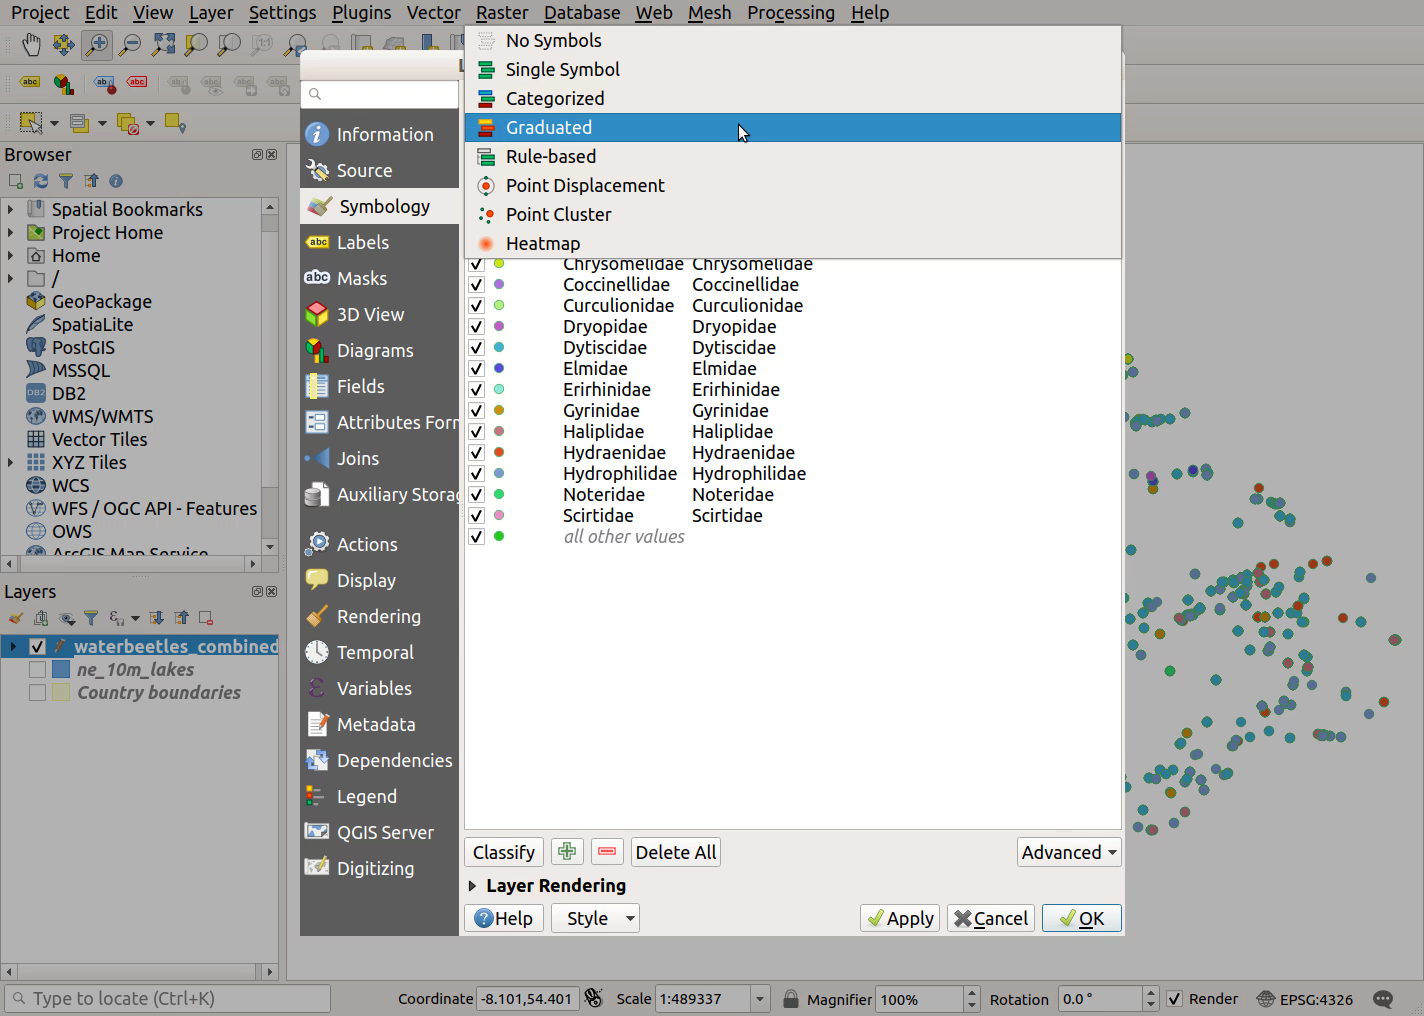 Project Edit View Layer Settings Plugins Vector Raster Database Web Mesh Processing Help
No Symbols
Single Symbol
Categorized
Graduated
Rule-based
Point Displacement
Point Cluster
Heatmap
abc
abc
Browser
Spatial Bookmarks
Project Home
Home
/
GeoPackage
SpatiaLite
PostGIS
MSSQL
DB2
WMS/WMTS
Vector Tiles
XYZ Tiles
WCS
WFS / OGC API - Features
OWS
ArcGIS Map Service
Layers
waterbeetles_combined
ne_10m_lakes
Country boundaries
Information
Source
Symbology
abc Labels
abc Masks
3D View
Diagrams
Fields
Attributes Forr
Joins
Auxiliary Storag
Actions
Display
Rendering
Temporal
Variables
Metadata
Dependencies
Legend
QGIS Server
Digitizing
Chrysomelidae Chrysomelidae
Coccinellidae Coccinellidae
Curculionidae Curculionidae
Dryopidae Dryopidae
Dytiscidae Dytiscidae
Elmidae Elmidae
Erirhinidae Erirhinidae
Gyrinidae Gyrinidae
Haliplidae Haliplidae
Hydraenidae Hydraenidae
Hydrophilidae Hydrophilidae
Noteridae Noteridae
Scirtidae Scirtidae
all other values
Classify Delete All Advanced
Layer Rendering
Help Style Apply Cancel OK
Type to locate (Ctrl+K) Coordinate -8.101,54.401 Scale 1:489337 Magnifier 100% Rotation 0.0 ° Render EPSG:4326